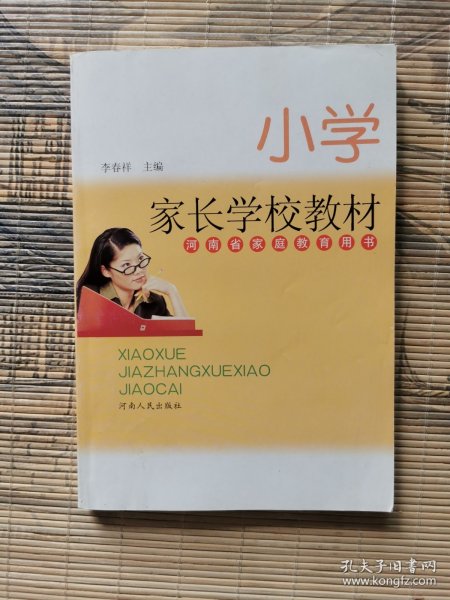 小学
李春祥 主编
家长学校教材
河南省家庭教育用书
XIAOXUE
JIAZHANGXUEXIAO
JIAOCAI
河南人民出版社
孔夫子旧书网
www.kongfz.com